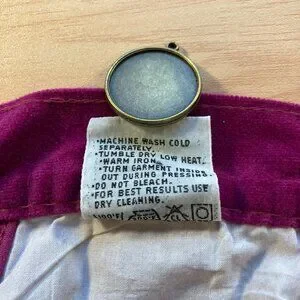 •MACHINE WASH COLD
SEPARATELY.
•TUMBLE DRY LOW HEAT.
•WARM IRON.
•TURN GARMENT INSIDE
OUT DURING PRESSING.
•DO NOT BLEACH.
•FOR BEST RESULTS USE
DRY CLEANING.